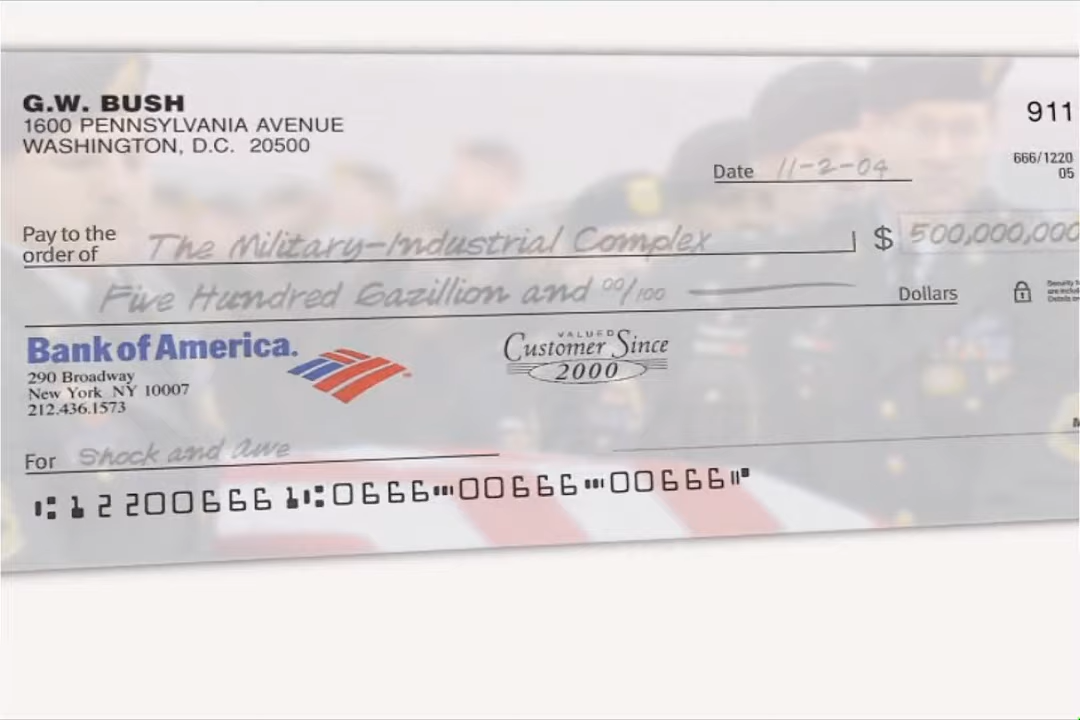 G.W. BUSH
1600 PENNSYLVANIA AVENUE
WASHINGTON, D.C. 20500
911
666/1220
05
Date 11-2-04
Pay to the
order of The Military-Industrial Complex $ 500,000,000
Five Hundred Gazillion and 00/100 Dollars
Bank of America.
290 Broadway
New York NY 10007
212.436.1573
VALUED
Customer Since
2000
For Shock and Awe
⑆12200666 1⑆0666⑉00666⑉00666⑈